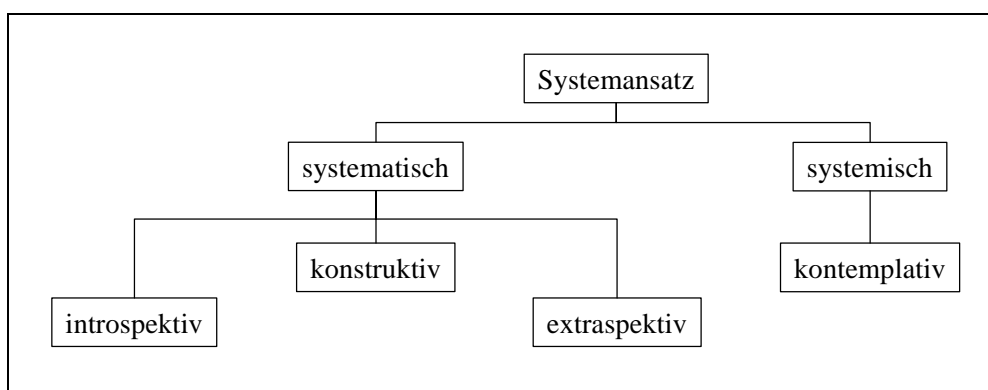 Systemansatz
systematisch
systemisch
konstruktiv
kontemplativ
introspektiv
extraspektiv